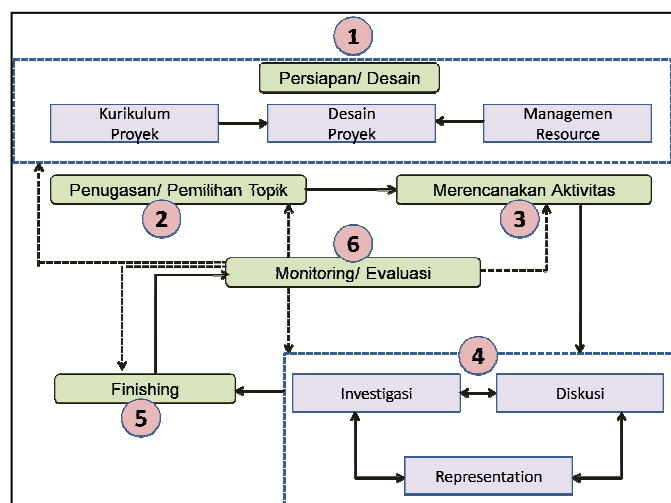 1
Persiapan/ Desain
Kurikulum
Proyek
Desain
Proyek
Managemen
Resource
Penugasan/ Pemilihan Topik
Merencanakan Aktivitas
2
3
6
Monitoring/ Evaluasi
4
Finishing
Investigasi
Diskusi
5
Representation